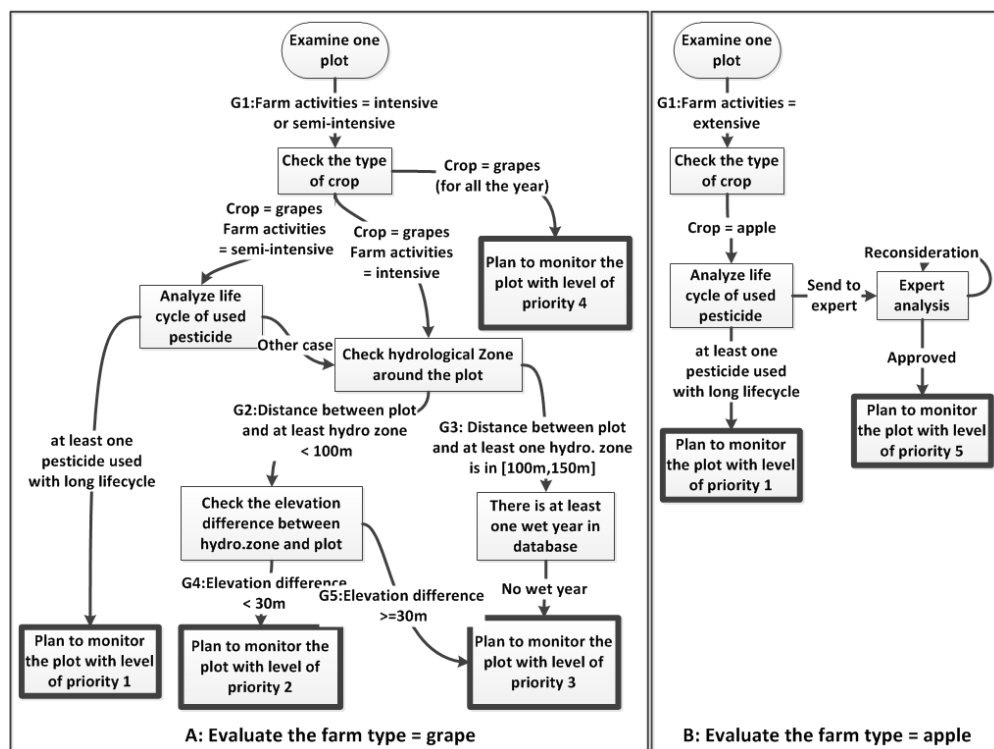 Examine one
plot
G1:Farm activities = intensive
or semi-intensive
Check the type
of crop
Crop = grapes
(for all the year)
Crop = grapes
Farm activities
= semi-intensive
Crop = grapes
Farm activities
= intensive
Plan to monitor the
plot with level of
priority 4
Analyze life
cycle of used
pesticide
Other case
Check hydrological Zone
around the plot
G2:Distance between plot
and at least hydro zone
< 100m
G3: Distance between plot
and at least one hydro. zone
is in [100m,150m]
at least one
pesticide used
with long lifecycle
Check the elevation
difference between
hydro.zone and plot
There is at least
one wet year in
database
G4:Elevation difference
< 30m
G5:Elevation difference
>=30m
No wet year
Plan to monitor
the plot with level
of priority 1
Plan to monitor
the plot with level of
priority 2
Plan to monitor the
plot with level of
priority 3
A: Evaluate the farm type = grape
Examine one
plot
G1:Farm activities =
extensive
Check the type
of crop
Crop = apple
Analyze life
cycle of used
pesticide
Send to
expert
Reconsideration
Expert
analysis
at least one
pesticide used
with long lifecycle
Approved
Plan to monitor
the plot with level
of priority 1
Plan to monitor
the plot with level
of priority 5
B: Evaluate the farm type = apple